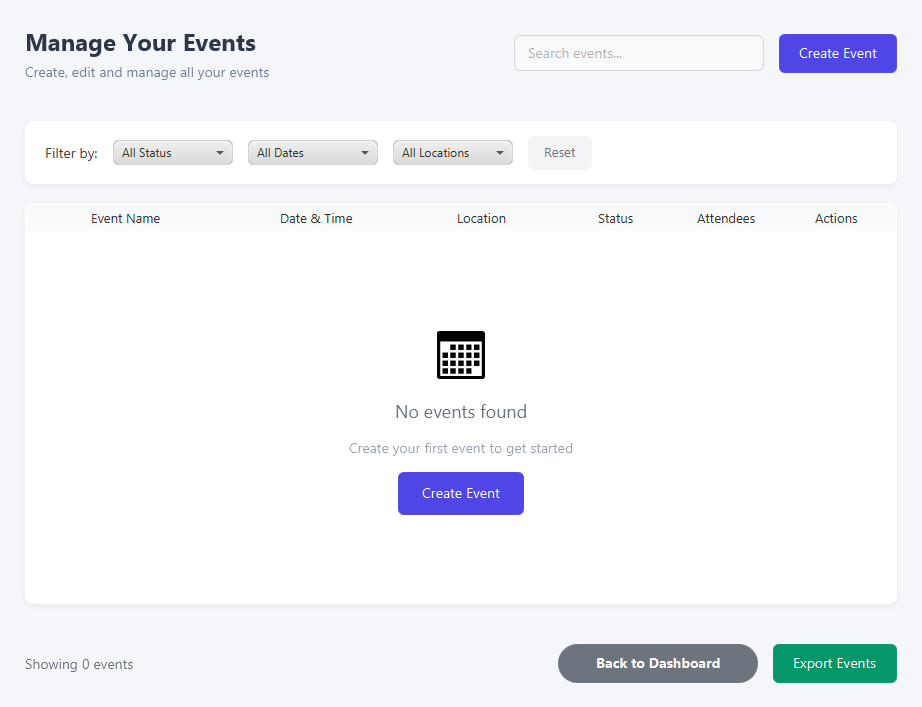 Manage Your Events
Create, edit and manage all your events
Search events...
Create Event
Filter by:
All Status
All Dates
All Locations
Reset
Event Name
Date & Time
Location
Status
Attendees
Actions
No events found
Create your first event to get started
Create Event
Showing 0 events
Back to Dashboard
Export Events